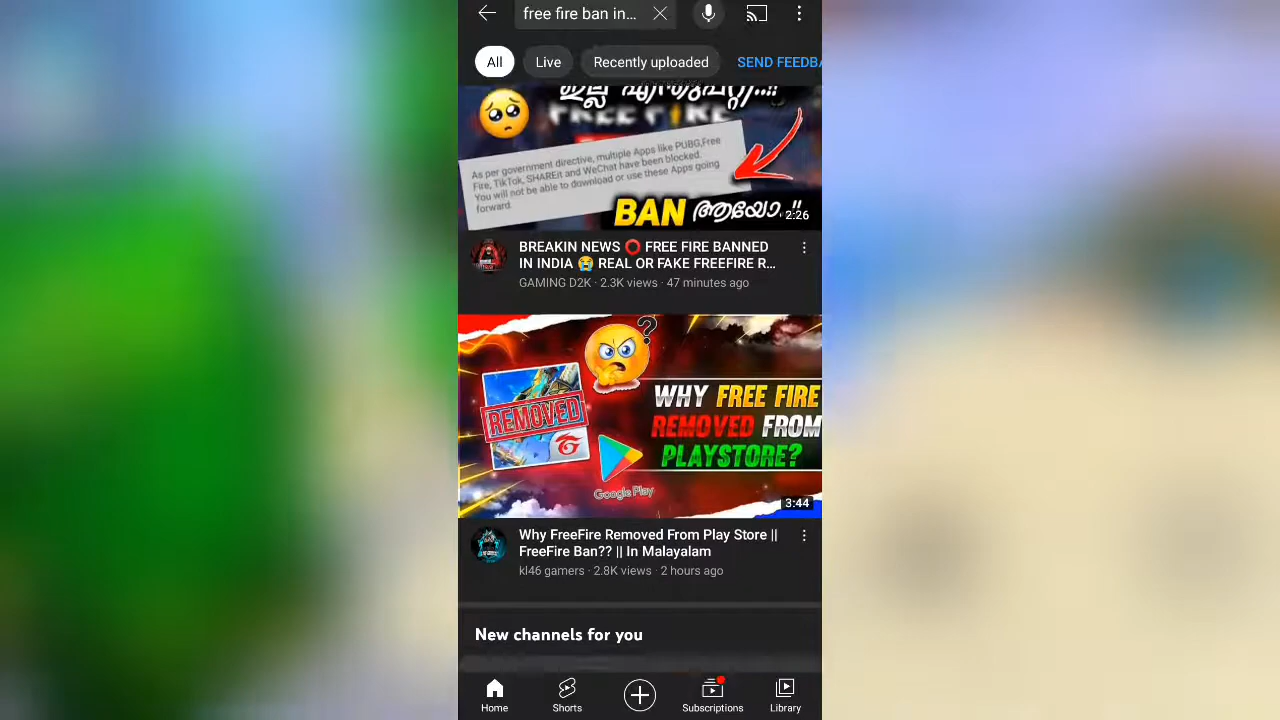 free fire ban in...
All
Live
Recently uploaded
SEND FEEDBA
ഇല്ല എന്തുപറ്റി..!!
FREE FIRE
As per government directive, multiple Apps like PUBG,Free
Fire, TikTok, SHAREit and WeChat have been blocked.
You will not be able to download or use these Apps going
forward.
BAN ആയോ..!!
2:26
BREAKIN NEWS ⭕ FREE FIRE BANNED
IN INDIA 😭 REAL OR FAKE FREEFIRE R...
GAMING D2K · 2.3K views · 47 minutes ago
REMOVED
WHY FREE FIRE
REMOVED FROM
PLAYSTORE?
Google Play
3:44
Why FreeFire Removed From Play Store ||
FreeFire Ban?? || In Malayalam
kl46 gamers · 2.8K views · 2 hours ago
New channels for you
Home
Shorts
Subscriptions
Library